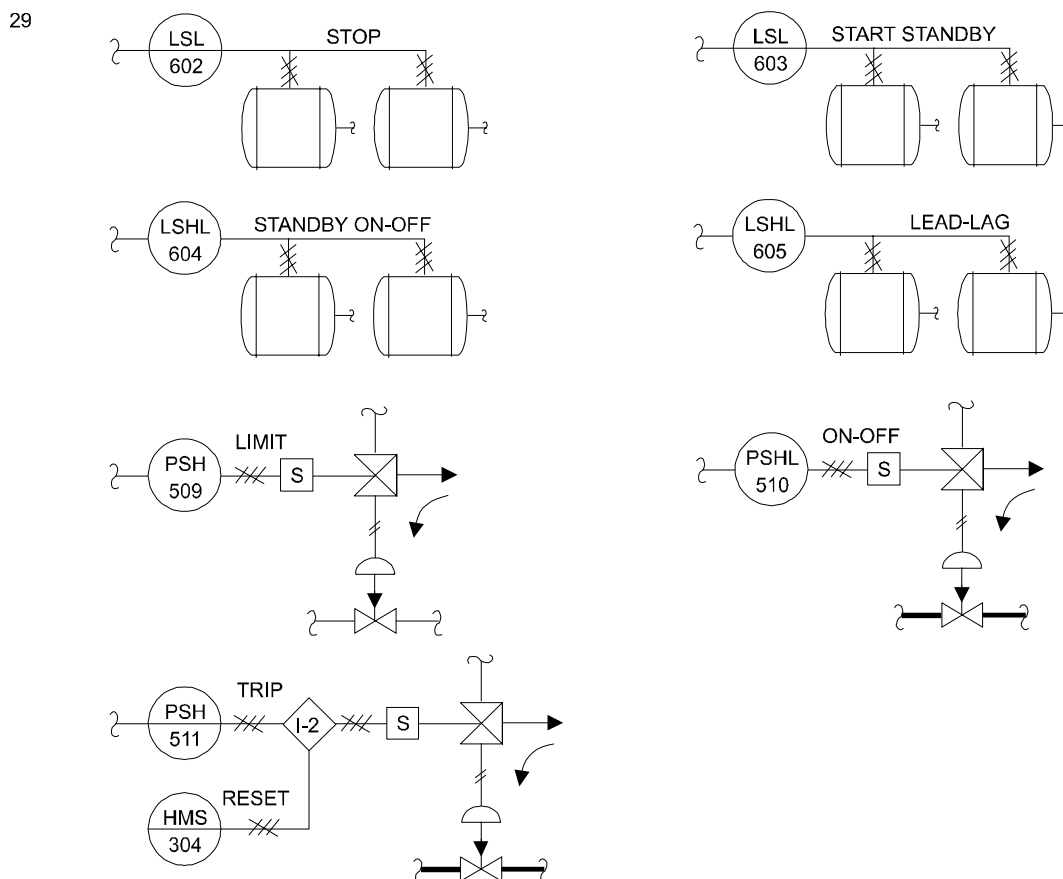 29
LSL
602
STOP
LSL
603
START STANDBY
LSHL
604
STANDBY ON-OFF
LSHL
605
LEAD-LAG
PSH
509
LIMIT
S
PSHL
510
ON-OFF
S
PSH
511
TRIP
I-2
S
HMS
304
RESET